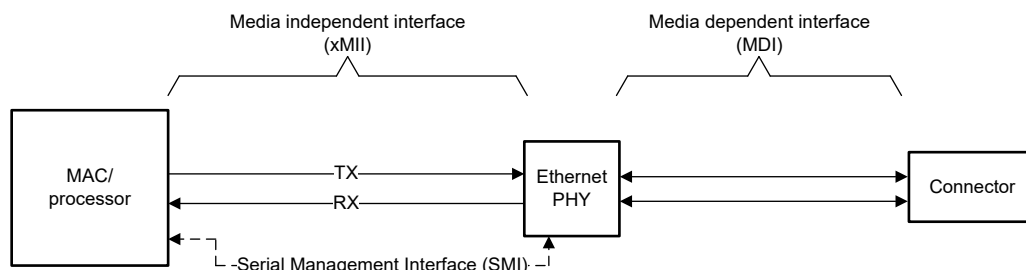 Media independent interface
(xMII)
Media dependent interface
(MDI)
MAC/
processor
TX
RX
Ethernet
PHY
Connector
Serial Management Interface (SMI)